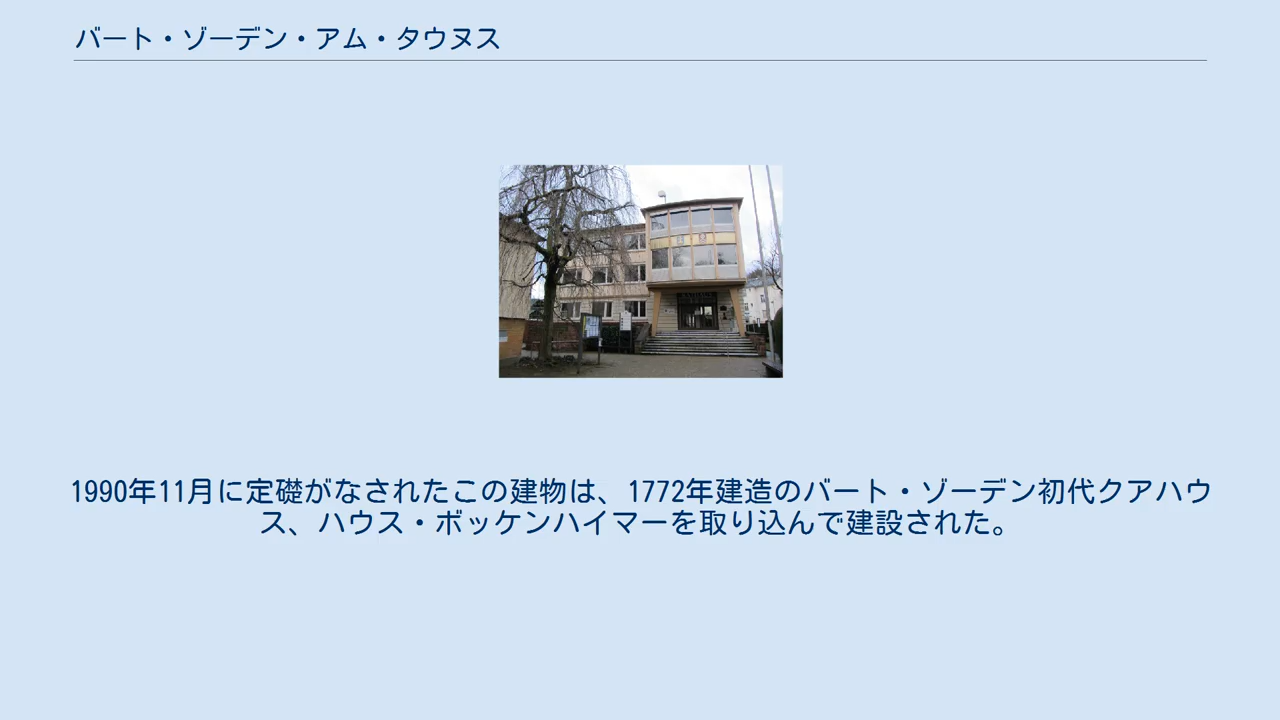 バート・ゾーデン・アム・タウヌス
1990年11月に定礎がなされたこの建物は、1772年建造のバート・ゾーデン初代クアハウ
ス、ハウス・ボッケンハイマーを取り込んで建設された。